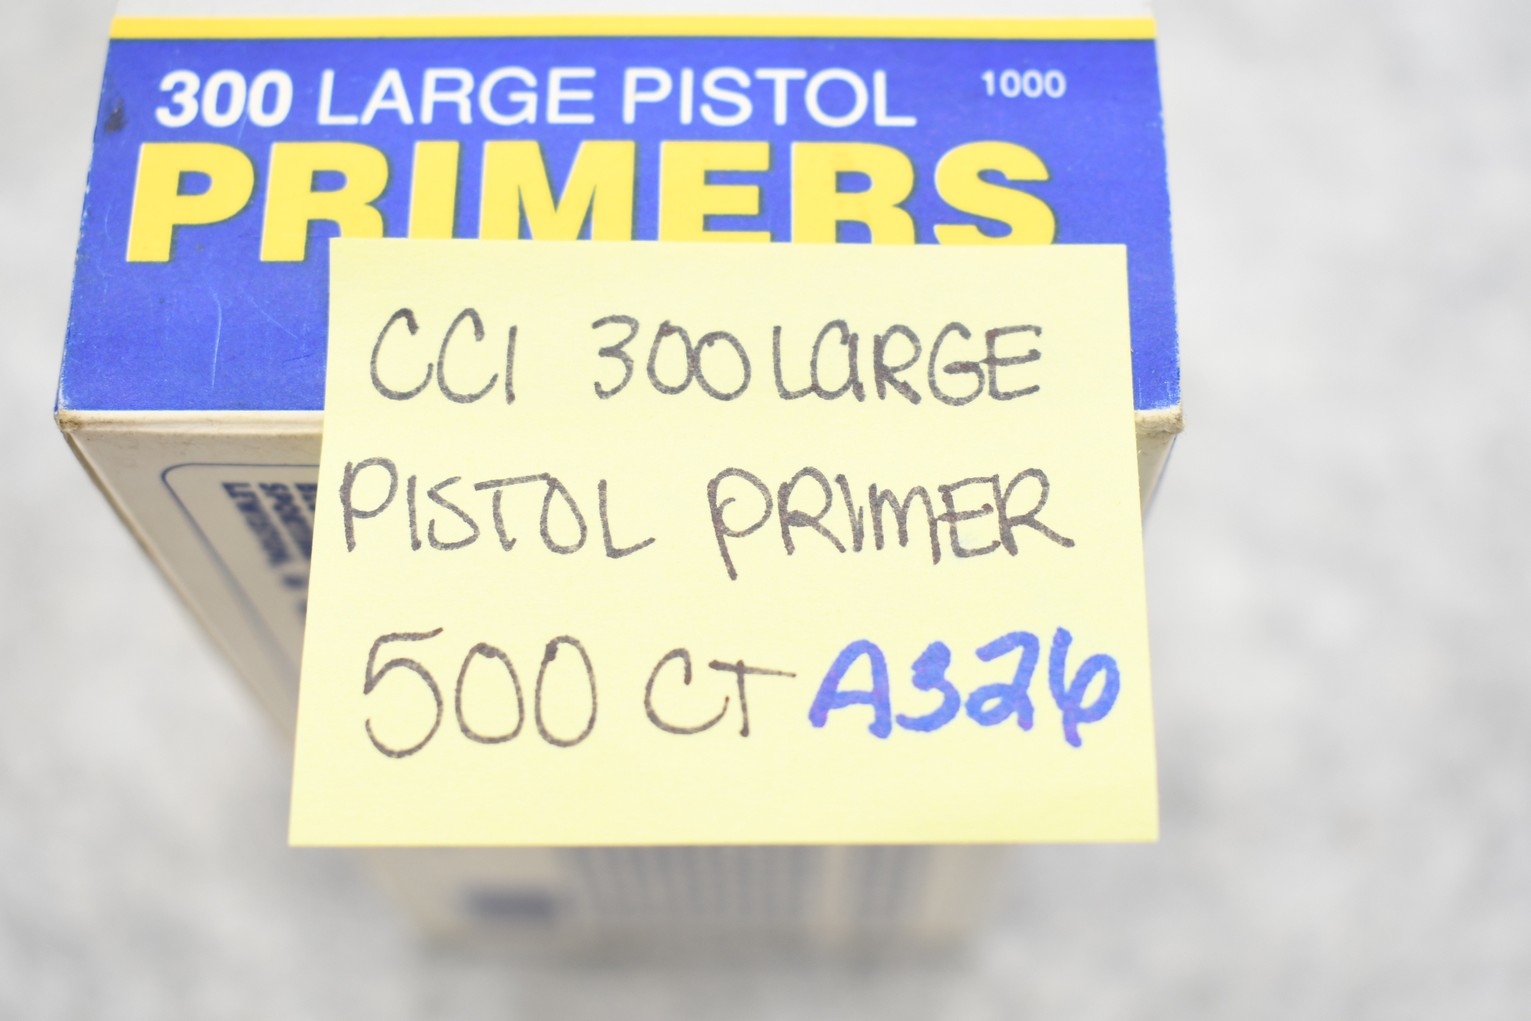 300 LARGE PISTOL 1000
PRIMERS
CCI 300 LARGE
PISTOL PRIMER
500 CT A326